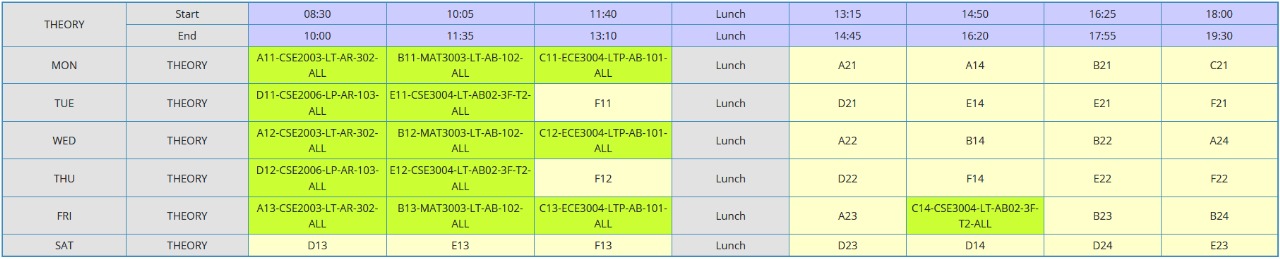 THEORY Start 08:30 10:05 11:40 Lunch 13:15 14:50 16:25 18:00
End 10:00 11:35 13:10 Lunch 14:45 16:20 17:55 19:30
MON THEORY A11-CSE2003-LT-AR-302-ALL B11-MAT3003-LT-AB-102-ALL C11-ECE3004-LTP-AB-101-ALL Lunch A21 A14 B21 C21
TUE THEORY D11-CSE2006-LP-AR-103-ALL E11-CSE3004-LT-AB02-3F-T2-ALL F11 Lunch D21 E14 E21 F21
WED THEORY A12-CSE2003-LT-AR-302-ALL B12-MAT3003-LT-AB-102-ALL C12-ECE3004-LTP-AB-101-ALL Lunch A22 B14 B22 A24
THU THEORY D12-CSE2006-LP-AR-103-ALL E12-CSE3004-LT-AB02-3F-T2-ALL F12 Lunch D22 F14 E22 F22
FRI THEORY A13-CSE2003-LT-AR-302-ALL B13-MAT3003-LT-AB-102-ALL C13-ECE3004-LTP-AB-101-ALL Lunch A23 C14-CSE3004-LT-AB02-3F-T2-ALL B23 B24
SAT THEORY D13 E13 F13 Lunch D23 D14 D24 E23